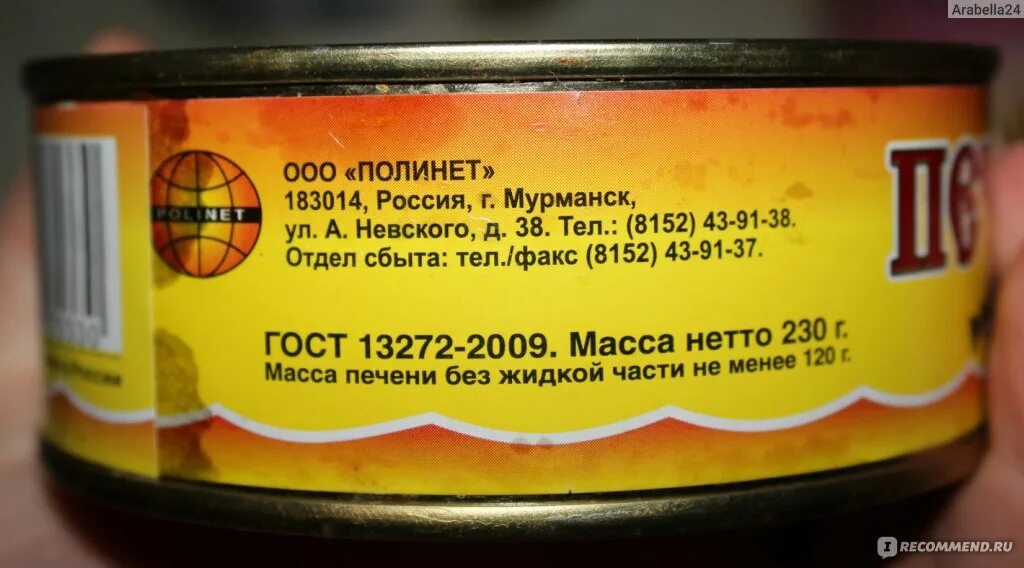 Arabella24
ООО «ПОЛИНЕТ»
183014, Россия, г. Мурманск,
ул. А. Невского, д. 38. Тел.: (8152) 43-91-38.
Отдел сбыта: тел./факс (8152) 43-91-37.
POLINET
ГОСТ 13272-2009. Масса нетто 230 г.
Масса печени без жидкой части не менее 120 г.
IRECOMMEND.RU